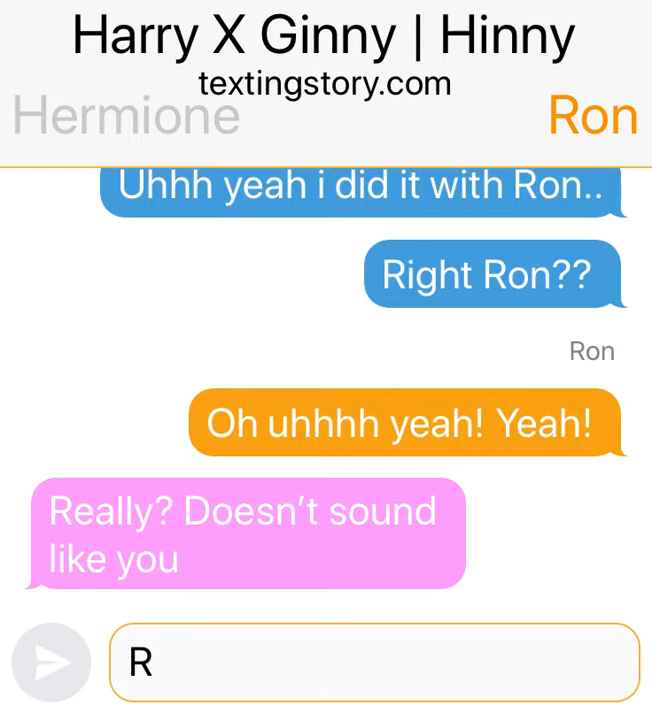 Harry X Ginny | Hinny
textingstory.com
Hermione
Ron
Uhhh yeah i did it with Ron..
Right Ron??
Ron
Oh uhhhh yeah! Yeah!
Really? Doesn’t sound
like you
R